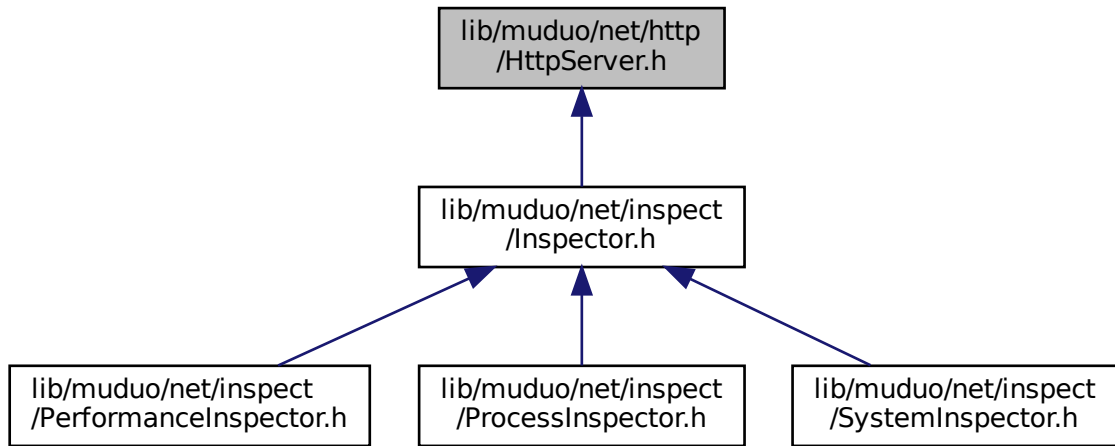 lib/muduo/net/http
/HttpServer.h
lib/muduo/net/inspect
/Inspector.h
lib/muduo/net/inspect
/PerformanceInspector.h
lib/muduo/net/inspect
/ProcessInspector.h
lib/muduo/net/inspect
/SystemInspector.h